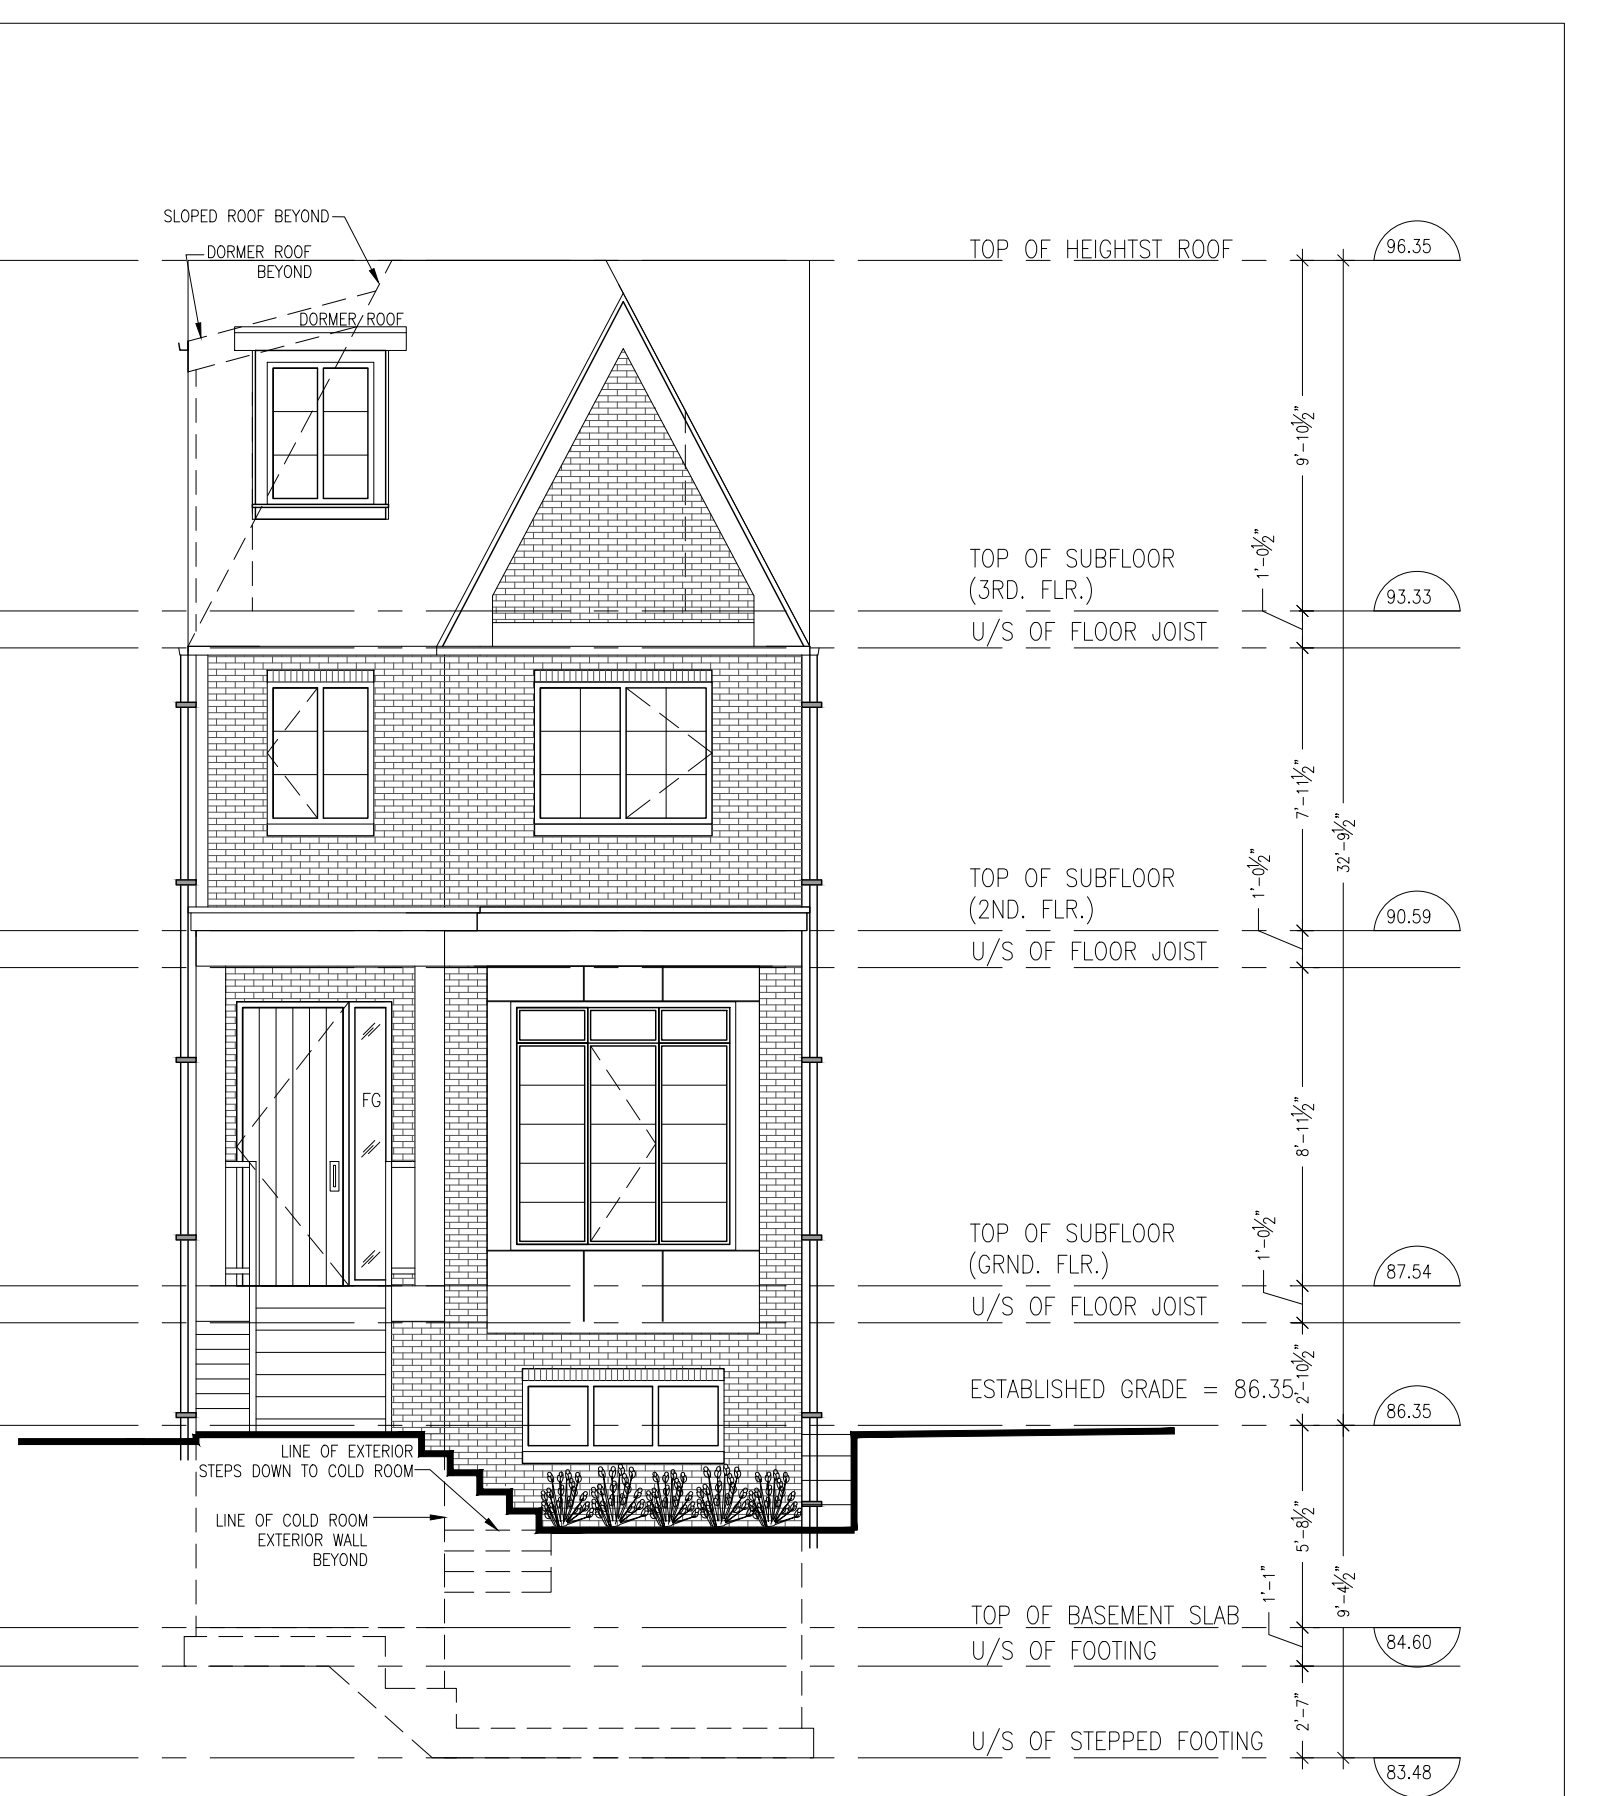 SLOPED ROOF BEYOND
DORMER ROOF
BEYOND
DORMER ROOF
TOP OF HEIGHTST ROOF
96.35
9'-10½"
TOP OF SUBFLOOR
(3RD. FLR.)
1'-0½"
93.33
U/S OF FLOOR JOIST
7'-11½"
32'-9½"
TOP OF SUBFLOOR
(2ND. FLR.)
1'-0½"
90.59
U/S OF FLOOR JOIST
FG
8'-11½"
TOP OF SUBFLOOR
(GRND. FLR.)
1'-0½"
87.54
U/S OF FLOOR JOIST
2'-10½"
ESTABLISHED GRADE = 86.35
86.35
LINE OF EXTERIOR
STEPS DOWN TO COLD ROOM
LINE OF COLD ROOM
EXTERIOR WALL
BEYOND
5'-8½"
9'-4½"
1'-1"
TOP OF BASEMENT SLAB
84.60
U/S OF FOOTING
2'-7"
U/S OF STEPPED FOOTING
83.48